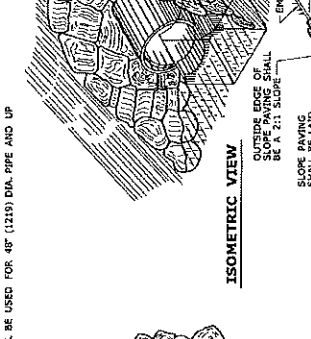 BE USED FOR 48" (1219) DIA. PIPE AND UP
ISOMETRIC VIEW
OUTSIDE EDGE OF
SLOPE PAVING SHALL
BE A 2:1 SLOPE
SLOPE PAVING